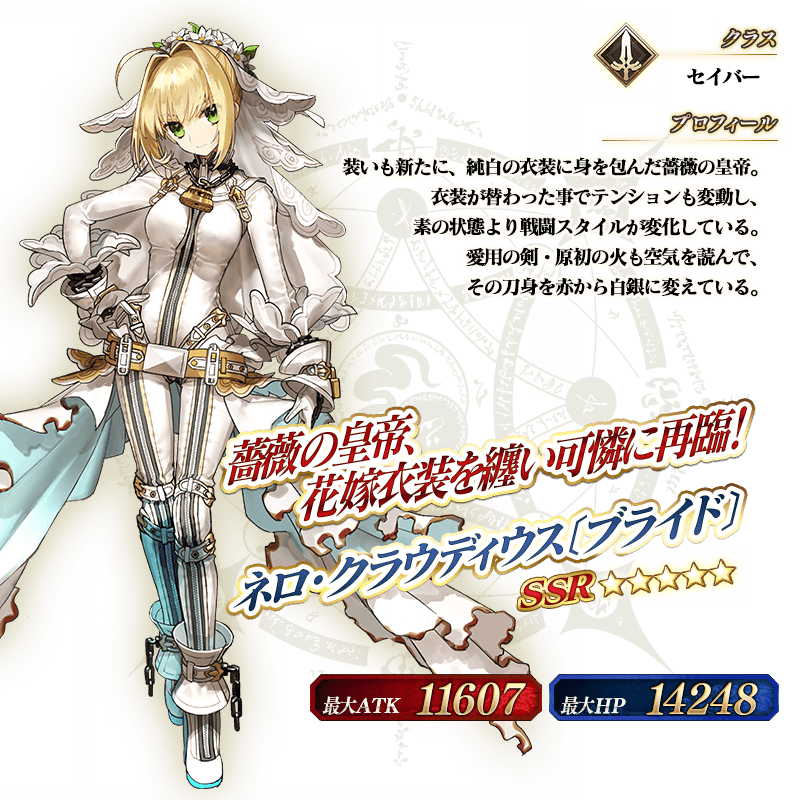 クラス
セイバー
プロフィール
装いも新たに、純白の衣装に身を包んだ薔薇の皇帝。
衣装が替わった事でテンションも変動し、
素の状態より戦闘スタイルが変化している。
愛用の剣・原初の火も空気を読んで、
その刀身を赤から白銀に変えている。
薔薇の皇帝、
花嫁衣装を纏い可憐に再臨!
ネロ・クラウディウス〔ブライド〕
SSR ☆☆☆☆☆
最大ATK 11607
最大HP 14248